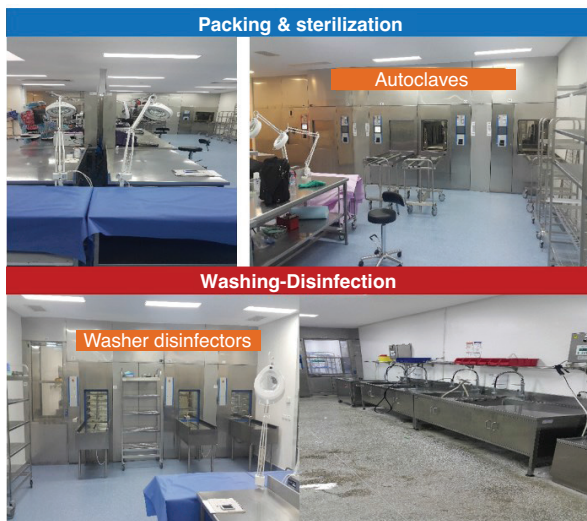 Packing & sterilization
Autoclaves
Washing-Disinfection
Washer disinfectors